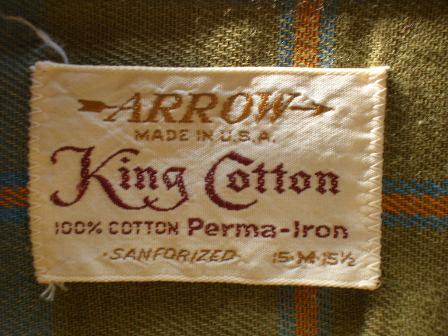 ARROW
MADE IN U.S.A.
King Cotton
100% COTTON Perma-Iron
·SANFORIZED· 15·M·15½